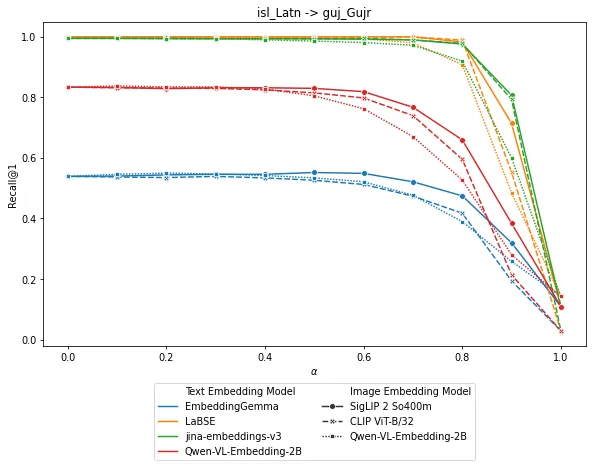 isl_Latn -> guj_Gujr
Recall@1
1.0
0.8
0.6
0.4
0.2
0.0
0.0 0.2 0.4 0.6 0.8 1.0
α
Text Embedding Model Image Embedding Model
EmbeddingGemma SigLIP 2 So400m
LaBSE CLIP ViT-B/32
jina-embeddings-v3 Qwen-VL-Embedding-2B
Qwen-VL-Embedding-2B